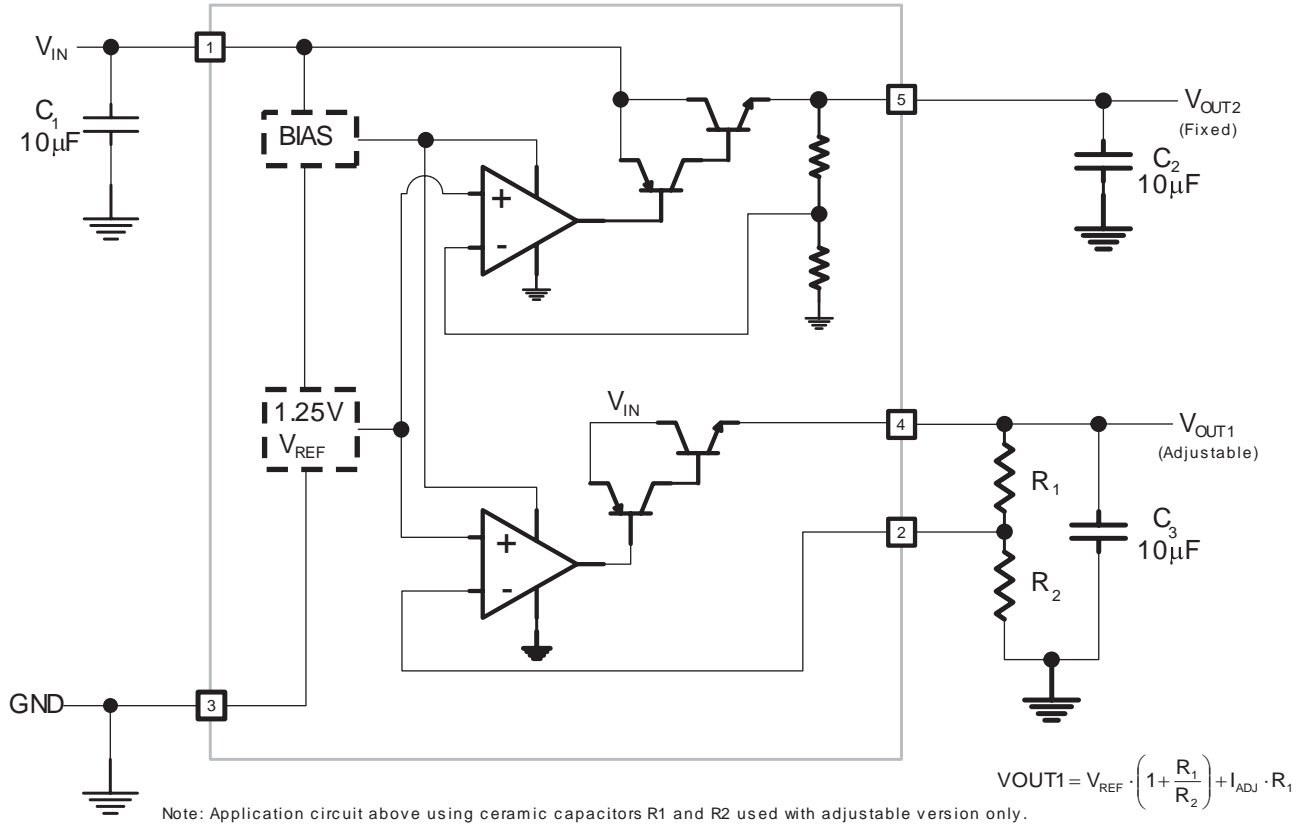 V_IN
1
C_1
10μF
BIAS
+
-
5
V_OUT2
(Fixed)
C_2
10μF
1.25V
V_REF
V_IN
4
V_OUT1
(Adjustable)
R_1
+
-
2
C_3
10μF
R_2
GND
3
VOUT1 = V_REF · (1 + R_1/R_2) + I_ADJ · R_1
Note: Application circuit above using ceramic capacitors R1 and R2 used with adjustable version only.